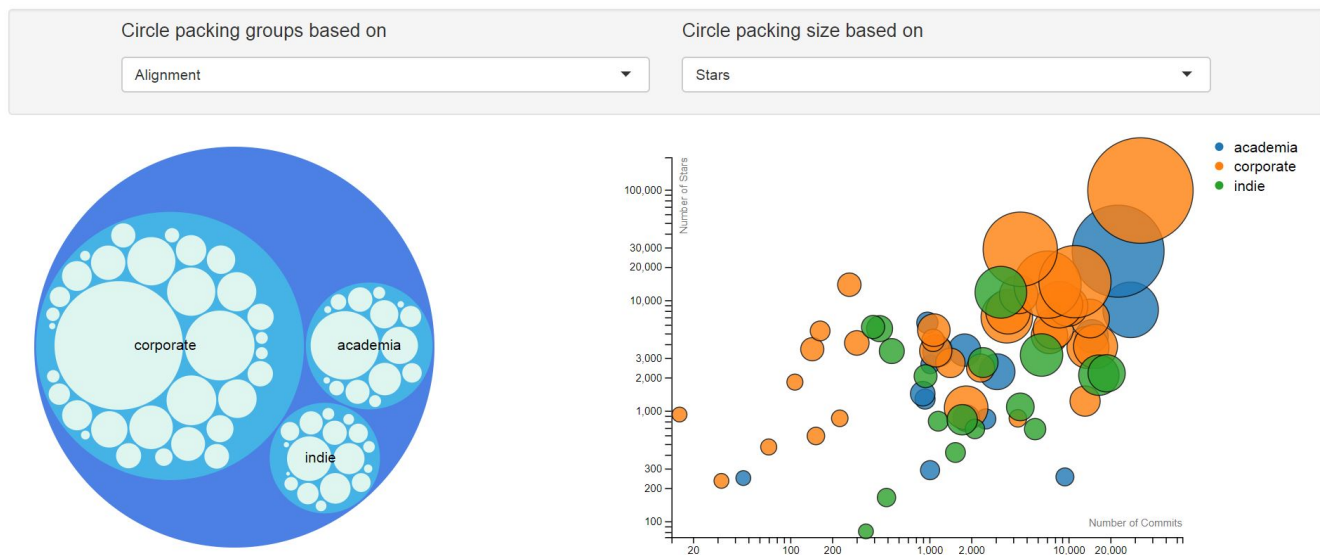 Circle packing groups based on
Circle packing size based on
Alignment
Stars
corporate
academia
indie
academia
corporate
indie
Number of Stars
100,000
30,000
20,000
10,000
3,000
2,000
1,000
300
200
100
Number of Commits
20
100
200
1,000
2,000
10,000
20,000